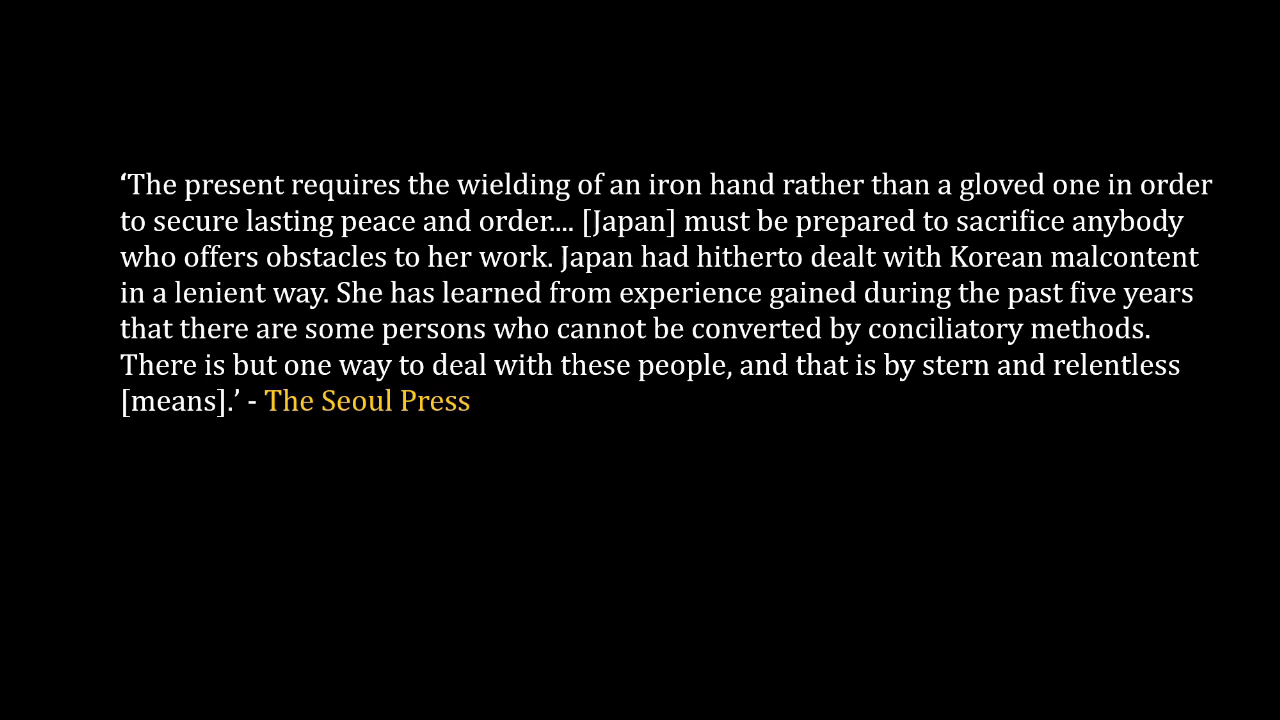 ‘The present requires the wielding of an iron hand rather than a gloved one in order
to secure lasting peace and order.... [Japan] must be prepared to sacrifice anybody
who offers obstacles to her work. Japan had hitherto dealt with Korean malcontent
in a lenient way. She has learned from experience gained during the past five years
that there are some persons who cannot be converted by conciliatory methods.
There is but one way to deal with these people, and that is by stern and relentless
[means].’ - The Seoul Press